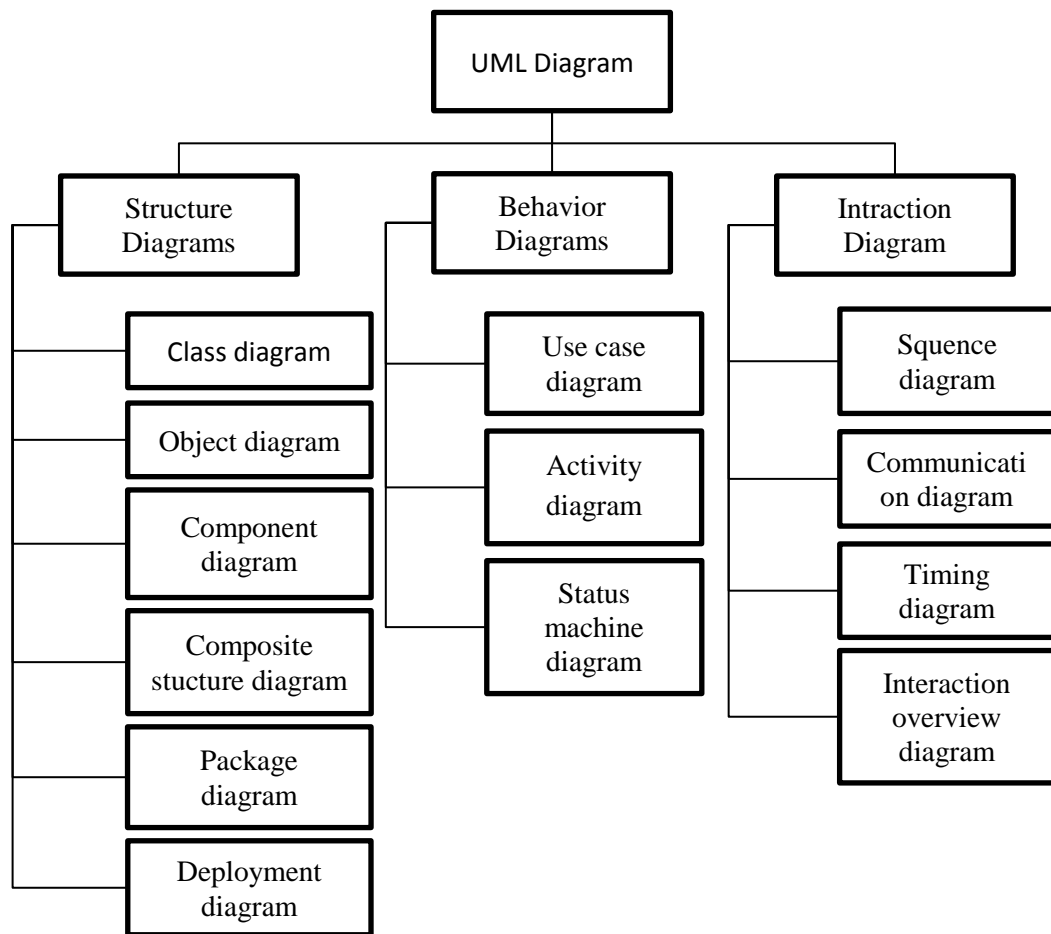 UML Diagram
Structure
Diagrams
Class diagram
Object diagram
Component
diagram
Composite
stucture diagram
Package
diagram
Deployment
diagram
Behavior
Diagrams
Use case
diagram
Activity
diagram
Status
machine
diagram
Intraction
Diagram
Squence
diagram
Communicati
on diagram
Timing
diagram
Interaction
overview
diagram